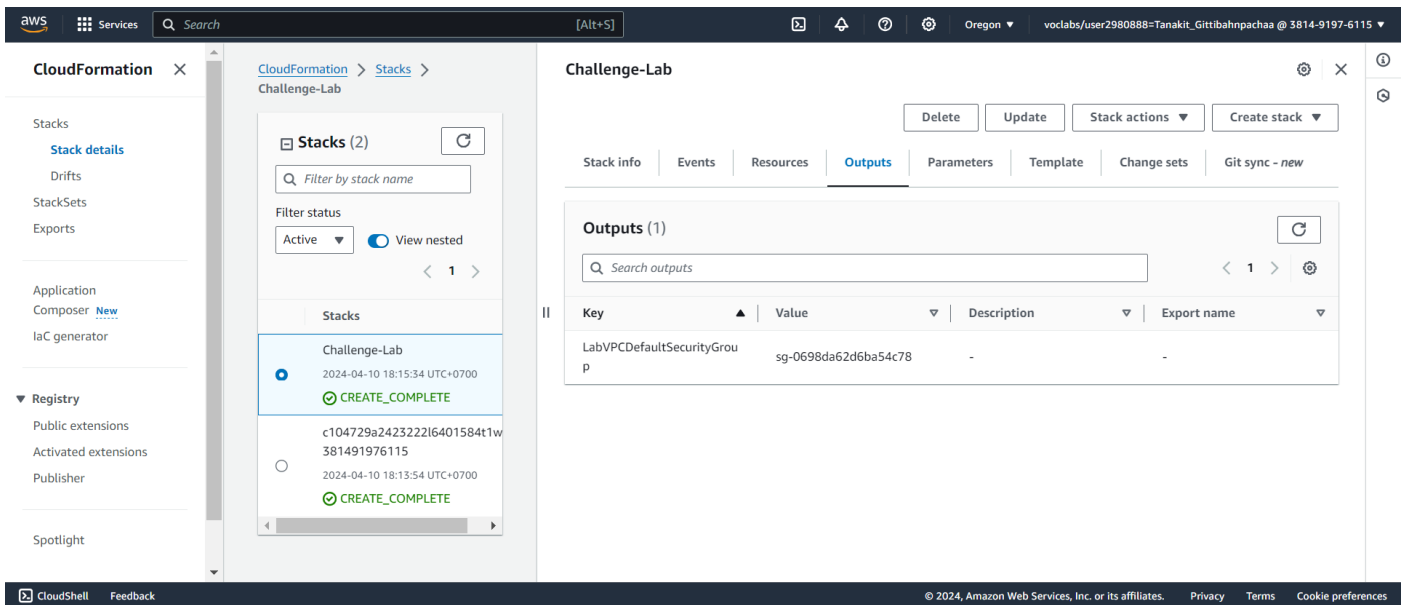 aws
Services
Search
[Alt+S]
Oregon
voclabs/user2980888=Tanakit_Gittibahnpachaa @ 3814-9197-6115
CloudFormation
Stacks
Stack details
Drifts
StackSets
Exports
Application
Composer New
IaC generator
Registry
Public extensions
Activated extensions
Publisher
Spotlight
CloudFormation > Stacks >
Challenge-Lab
Stacks (2)
Filter by stack name
Filter status
Active
View nested
1
Stacks
Challenge-Lab
2024-04-10 18:15:34 UTC+0700
CREATE_COMPLETE
c104729a2423222l6401584t1w
381491976115
2024-04-10 18:13:54 UTC+0700
CREATE_COMPLETE
Challenge-Lab
Delete
Update
Stack actions
Create stack
Stack info
Events
Resources
Outputs
Parameters
Template
Change sets
Git sync - new
Outputs (1)
Search outputs
1
Key
Value
Description
Export name
LabVPCDefaultSecurityGrou
p
sg-0698da62d6ba54c78
-
-
CloudShell
Feedback
© 2024, Amazon Web Services, Inc. or its affiliates.
Privacy
Terms
Cookie preferences